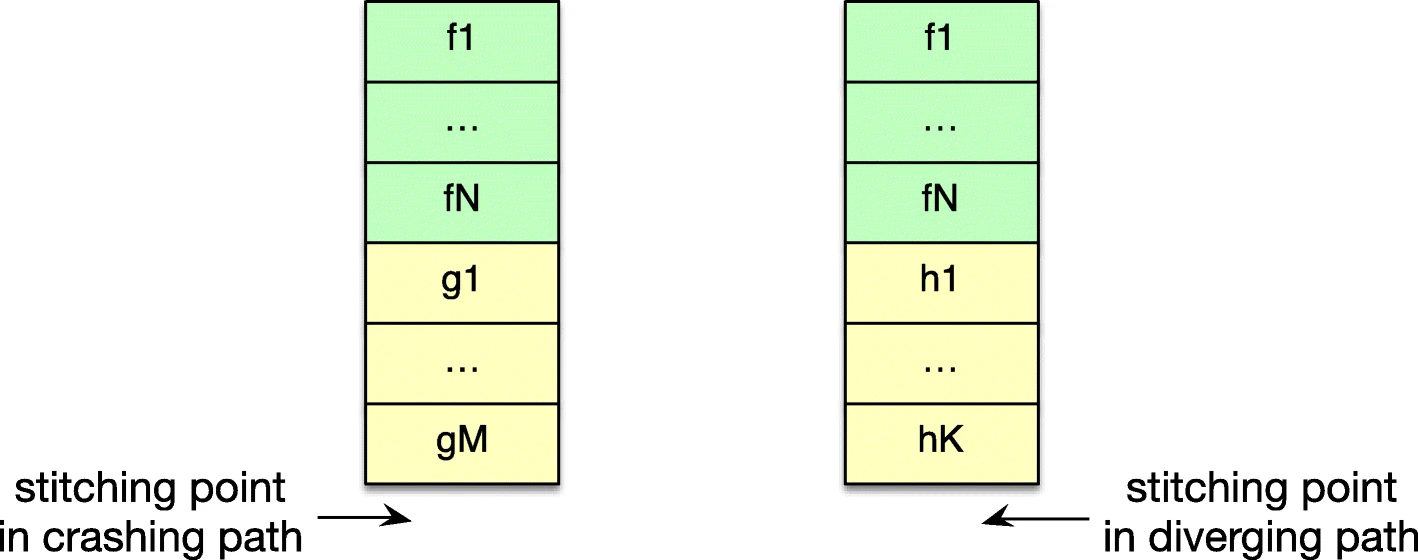 f1
...
fN
g1
...
gM
stitching point
in crashing path
f1
...
fN
h1
...
hK
stitching point
in diverging path